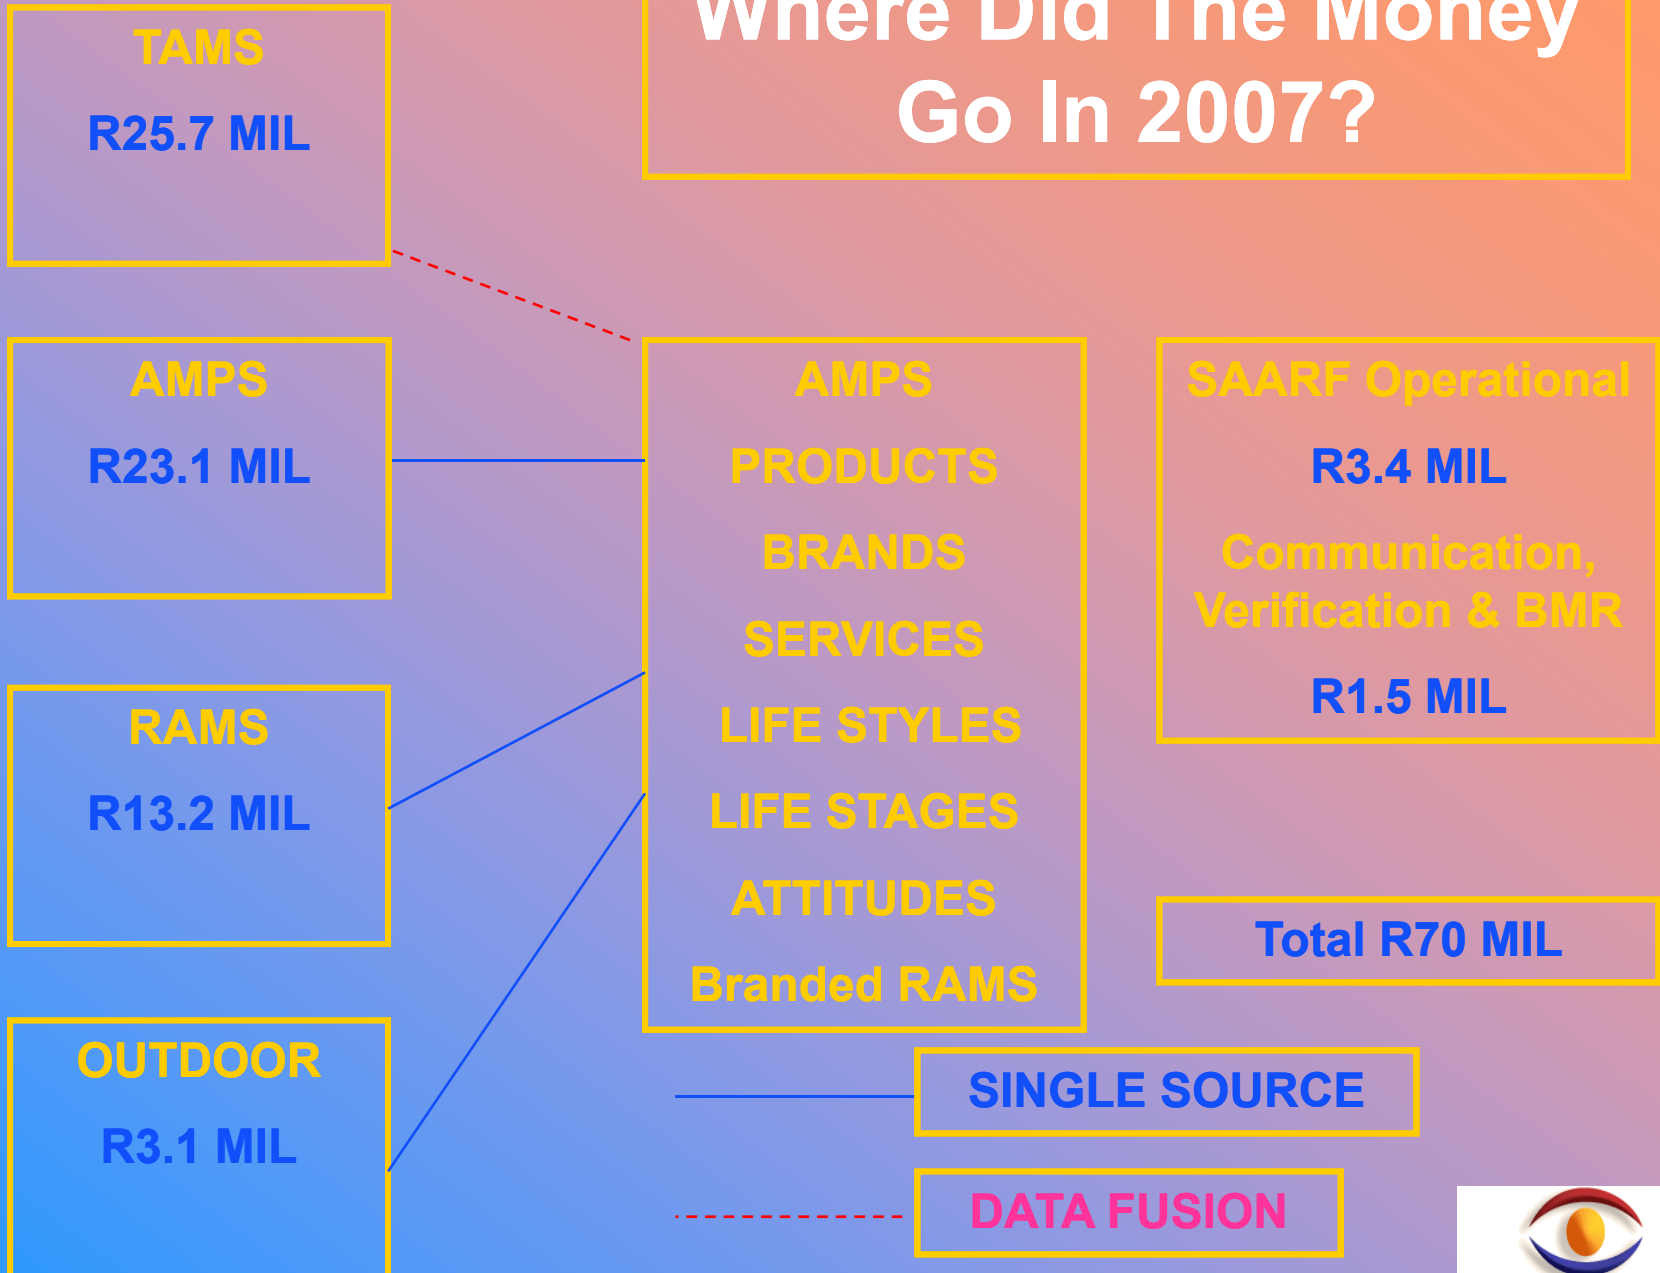 Where Did The Money
Go In 2007?
TAMS
R25.7 MIL
AMPS
R23.1 MIL
RAMS
R13.2 MIL
OUTDOOR
R3.1 MIL
AMPS
PRODUCTS
BRANDS
SERVICES
LIFE STYLES
LIFE STAGES
ATTITUDES
Branded RAMS
SAARF Operational
R3.4 MIL
Communication,
Verification & BMR
R1.5 MIL
Total R70 MIL
SINGLE SOURCE
DATA FUSION